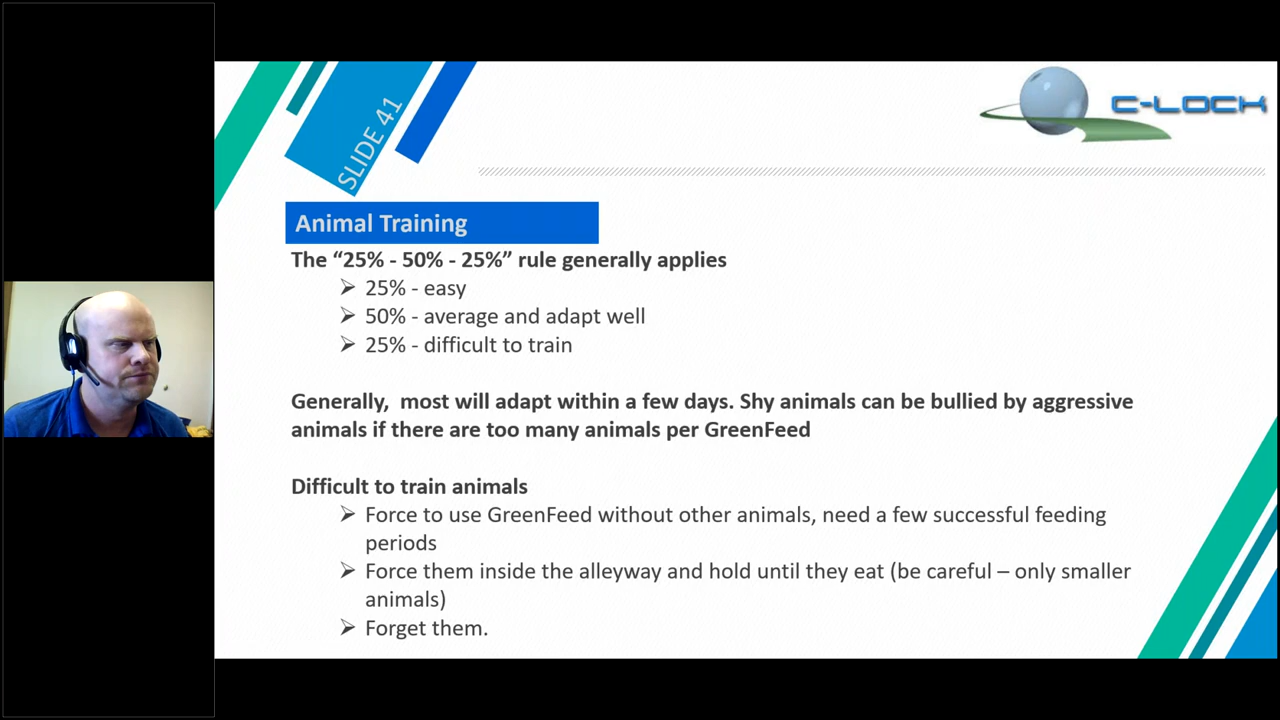 SLIDE 41
C-LOCK
Animal Training
The “25% - 50% - 25%” rule generally applies
➢ 25% - easy
➢ 50% - average and adapt well
➢ 25% - difficult to train
Generally,  most will adapt within a few days. Shy animals can be bullied by aggressive
animals if there are too many animals per GreenFeed
Difficult to train animals
➢ Force to use GreenFeed without other animals, need a few successful feeding
periods
➢ Force them inside the alleyway and hold until they eat (be careful – only smaller
animals)
➢ Forget them.